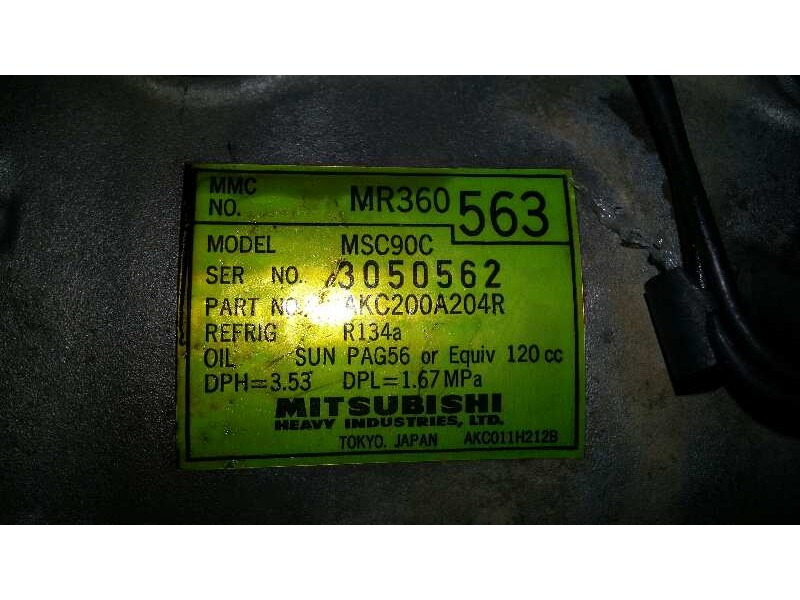 MMC NO. MR360 563
MODEL MSC90C
SER NO. 3050562
PART NO. AKC200A204R
REFRIG R134a
OIL SUN PAG56 or Equiv 120 cc
DPH=3.53 DPL=1.67 MPa
MITSUBISHI
HEAVY INDUSTRIES, LTD.
TOKYO. JAPAN AKC011H212B